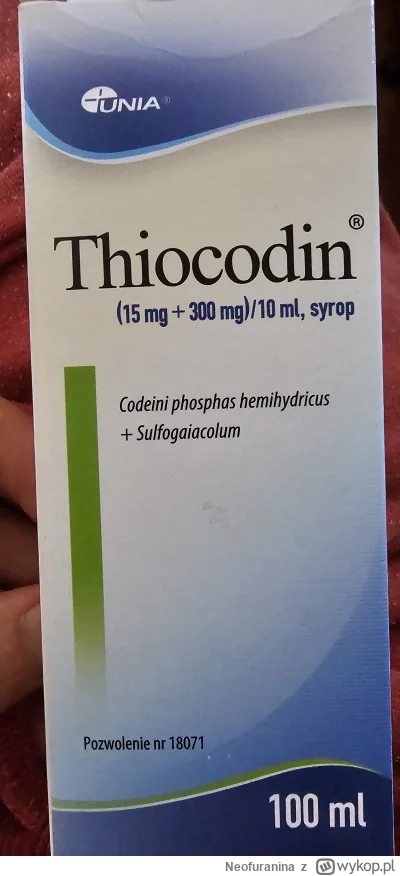 UNIA®
Thiocodin®
(15 mg + 300 mg)/10 ml, syrop
Codeini phosphas hemihydricus
+ Sulfogaiacolum
Pozwolenie nr 18071
100 ml
Neofuranina z wykop.pl